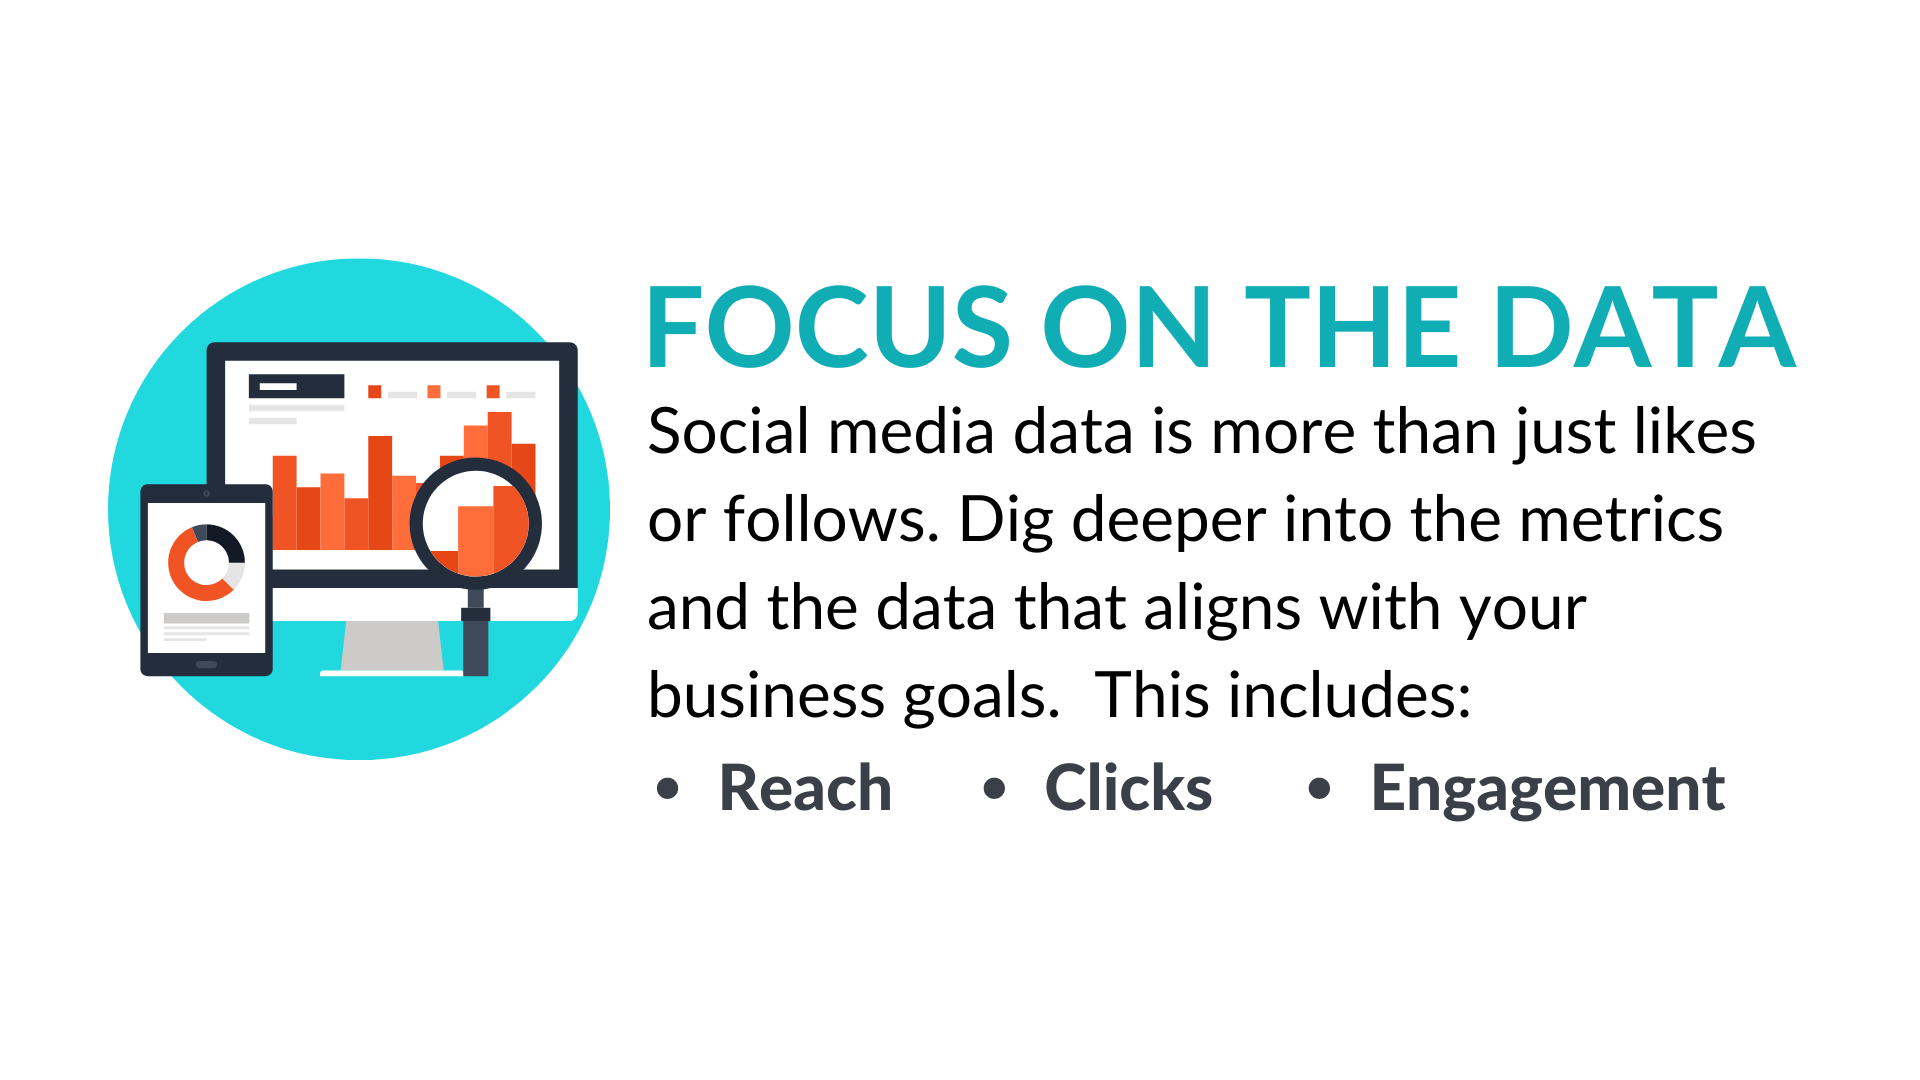 FOCUS ON THE DATA
Social media data is more than just likes
or follows. Dig deeper into the metrics
and the data that aligns with your
business goals.  This includes:
• Reach • Clicks • Engagement